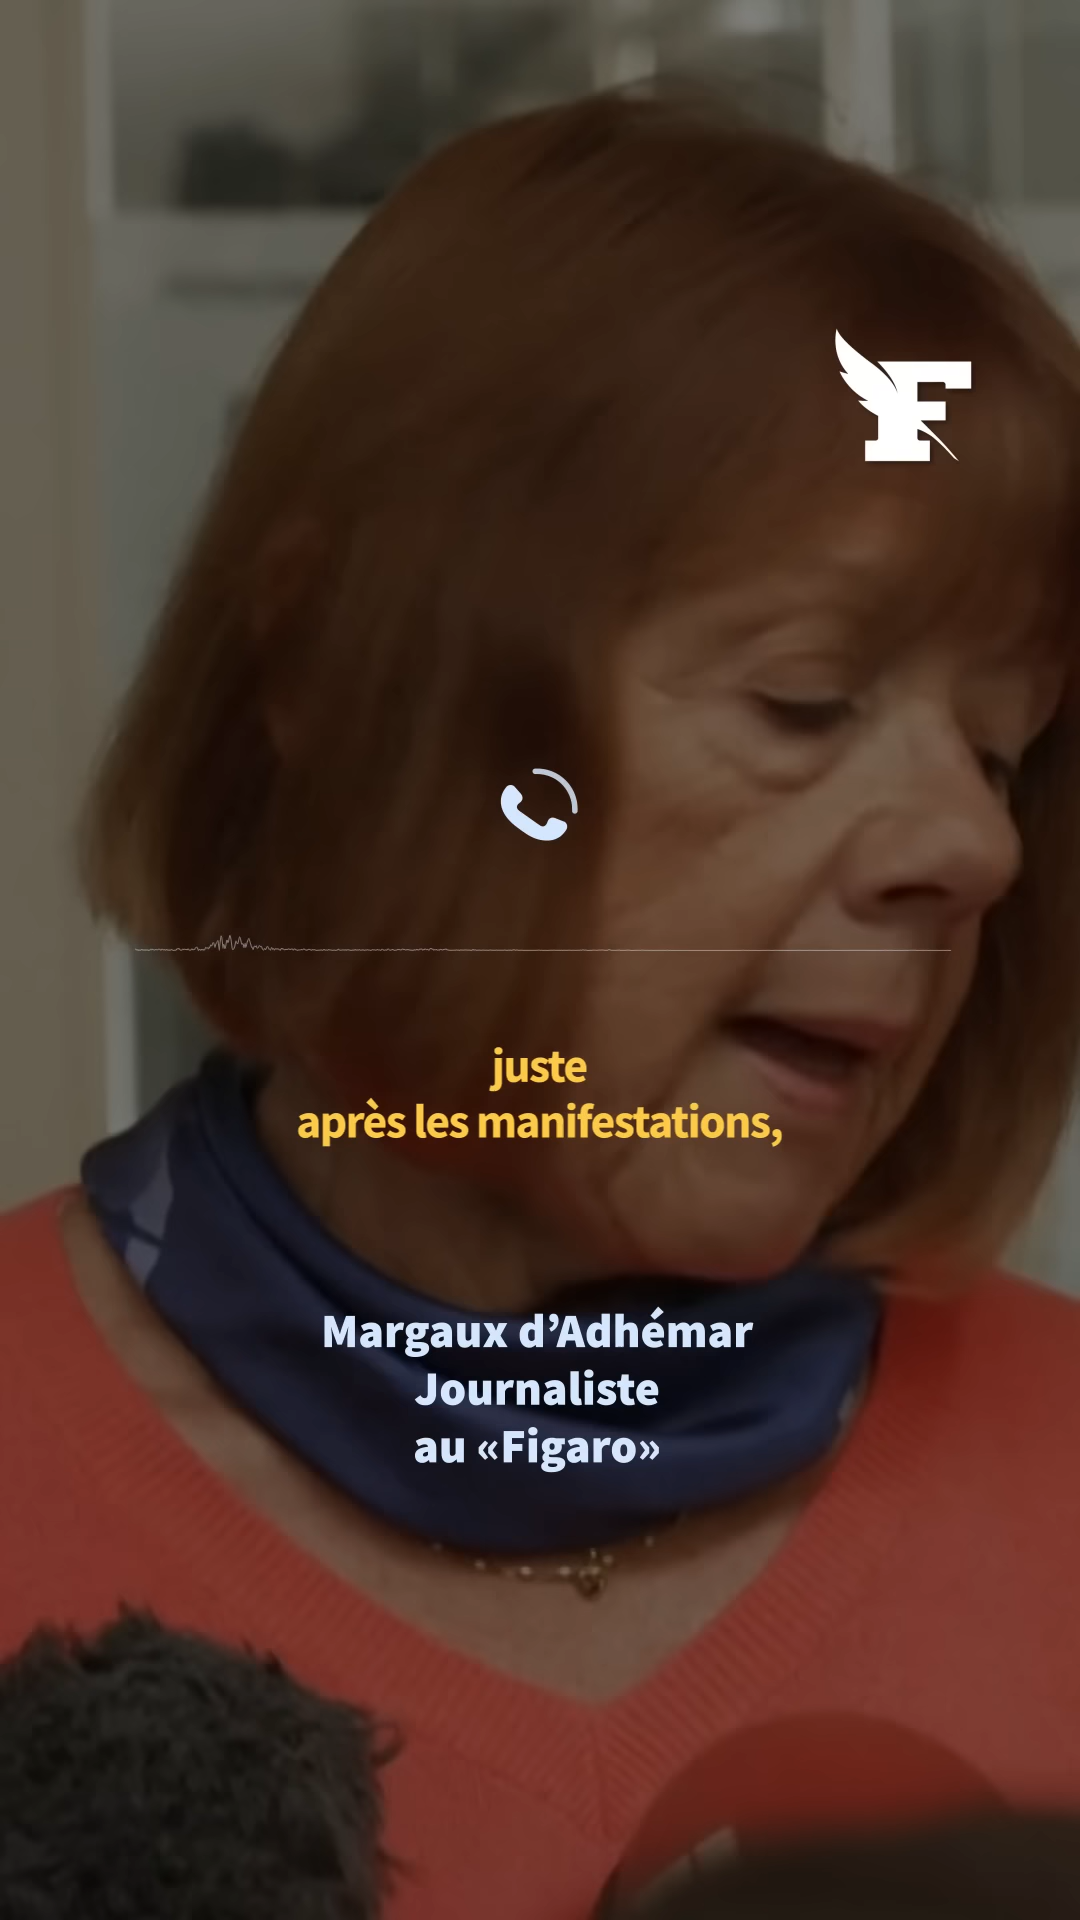 F
juste
après les manifestations,
Margaux d’Adhémar
Journaliste
au «Figaro»